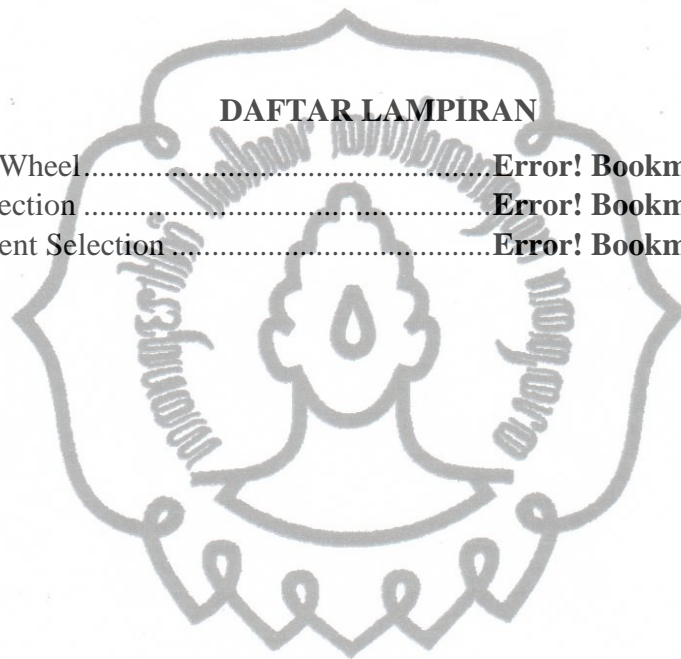 DAFTAR LAMPIRAN
Wheel..................................................Error! Bookm
ection ..................................................Error! Bookm
ent Selection .......................................Error! Bookm